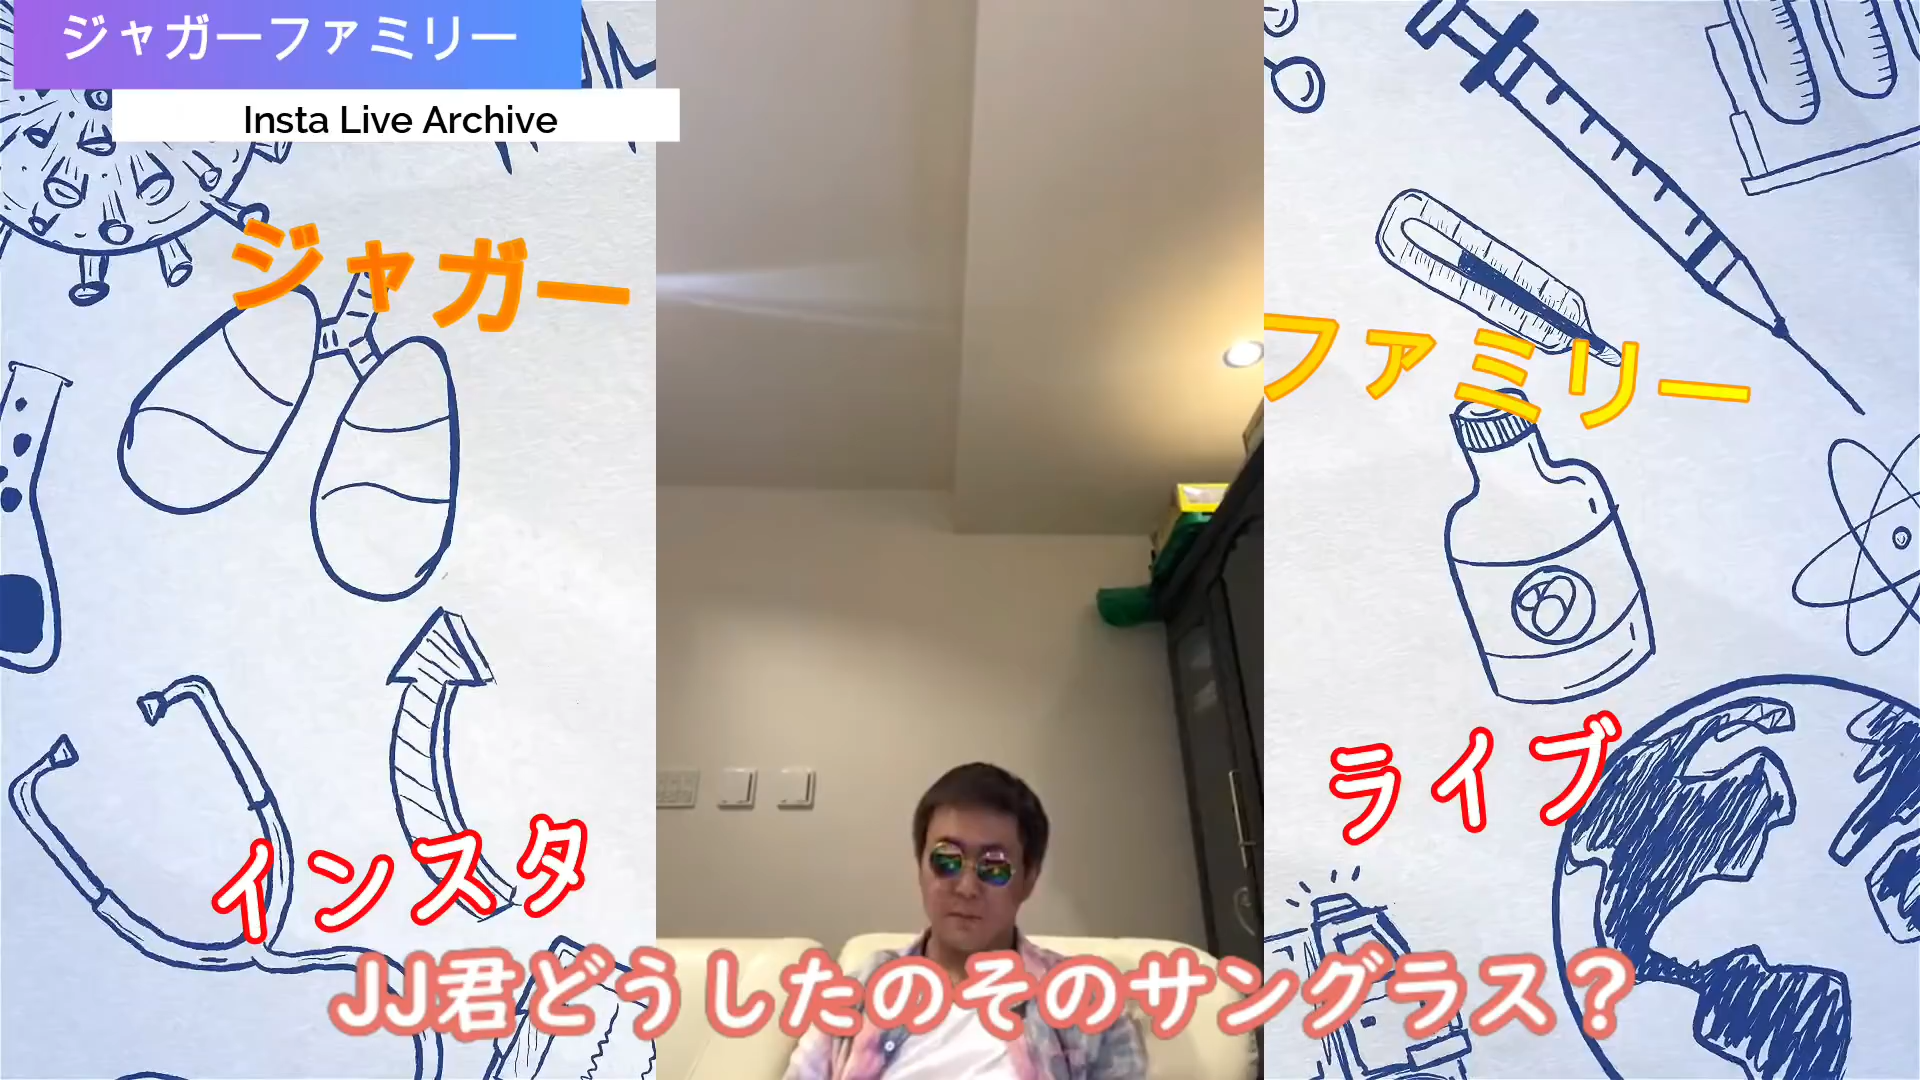 ジャガーファミリー
Insta Live Archive
ジャガー
ファミリー
インスタ
ライブ
JJ君どうしたのそのサングラス？